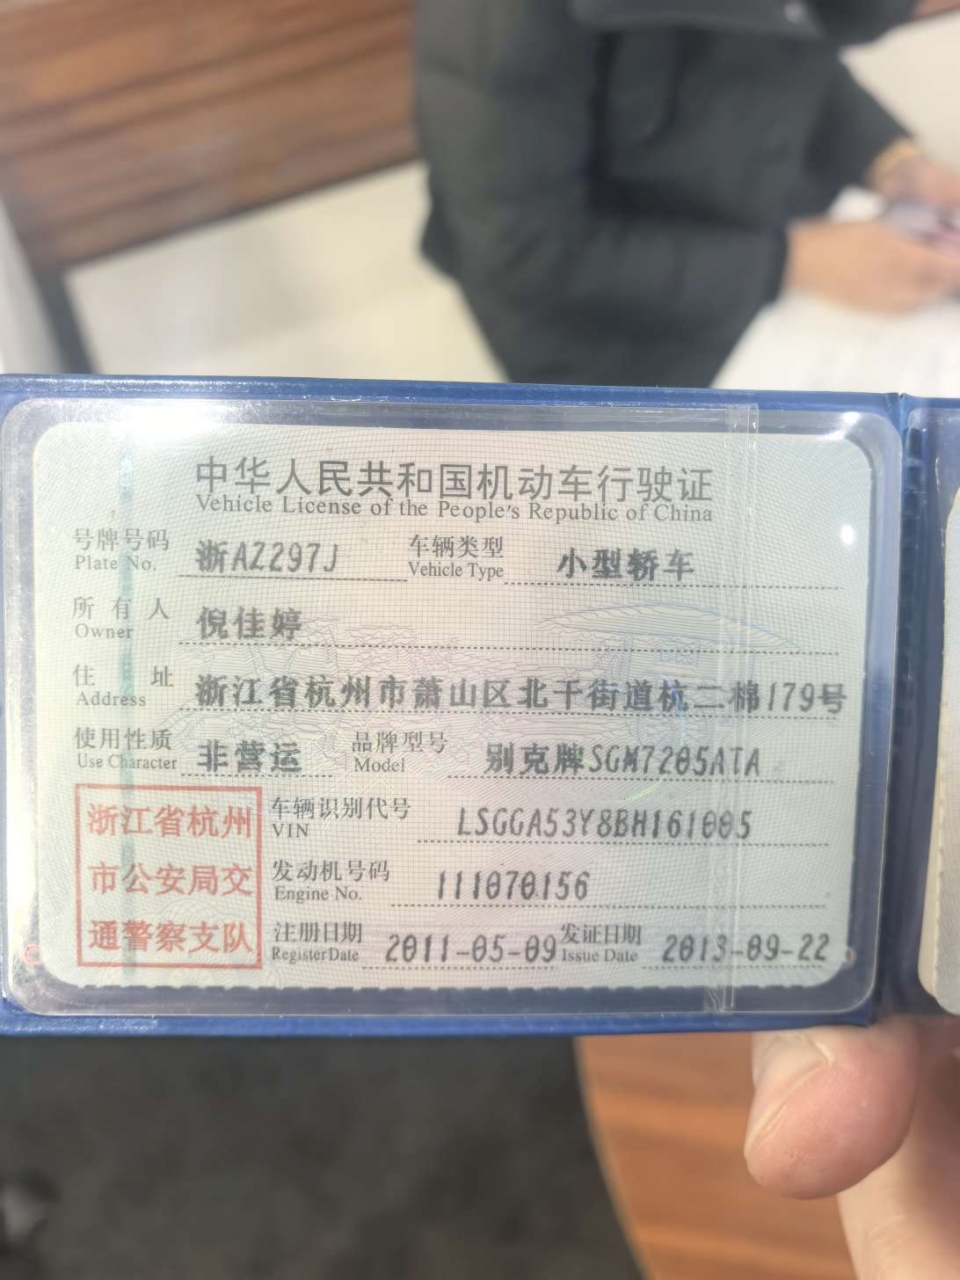 中华人民共和国机动车行驶证
Vehicle License of the People's Republic of China
号牌号码 浙AZ297J 车辆类型 小型轿车
Plate No. Vehicle Type
所有人 倪佳婷
Owner
住址 浙江省杭州市萧山区北干街道杭二棉179号
Address
使用性质 非营运 品牌型号 别克牌SGM7205ATA
Use Character Model
浙江省杭州 车辆识别代号 LSGGA53Y8BH161005
VIN
市公安局交 发动机号码 111070156
Engine No.
通警察支队 注册日期 2011-05-09 发证日期 2013-09-22
Register Date Issue Date